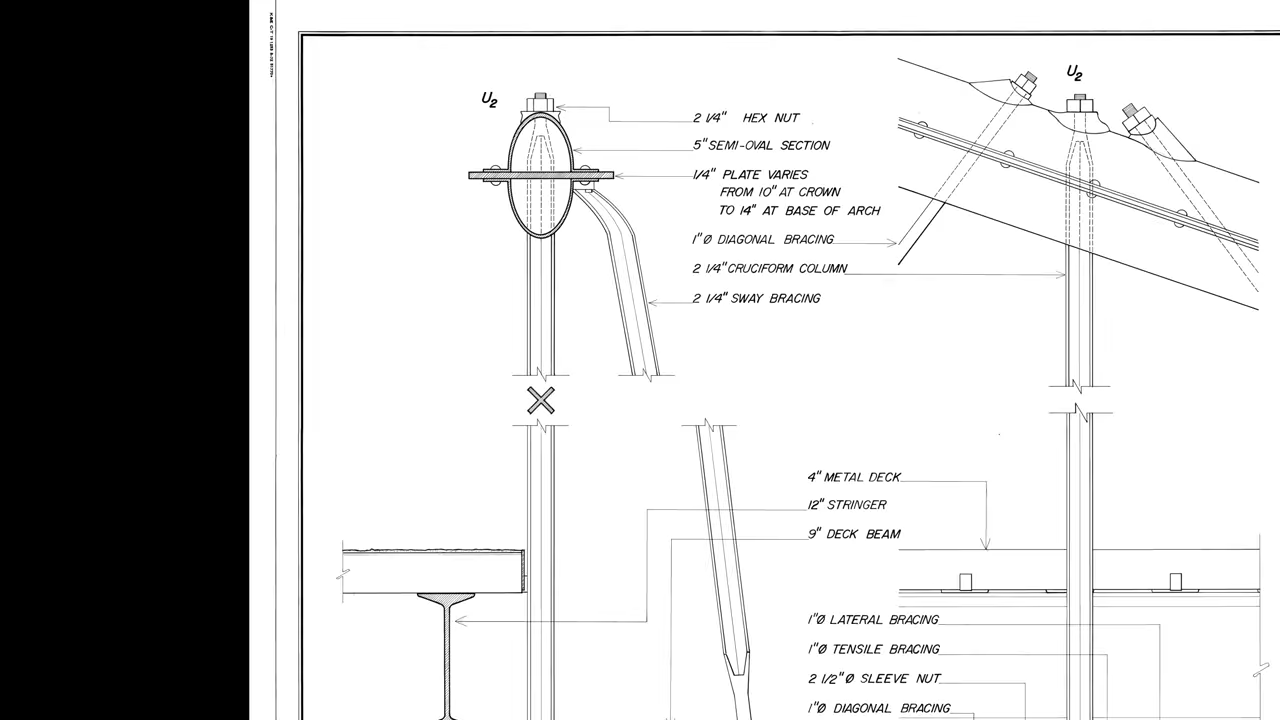 U2
U2
2 1/4" HEX NUT
5" SEMI-OVAL SECTION
1/4" PLATE VARIES
FROM 10" AT CROWN
TO 14" AT BASE OF ARCH
1"Ø DIAGONAL BRACING
2 1/4" CRUCIFORM COLUMN
2 1/4" SWAY BRACING
4" METAL DECK
12" STRINGER
9" DECK BEAM
1"Ø LATERAL BRACING
1"Ø TENSILE BRACING
2 1/2" Ø SLEEVE NUT
1"Ø DIAGONAL BRACING